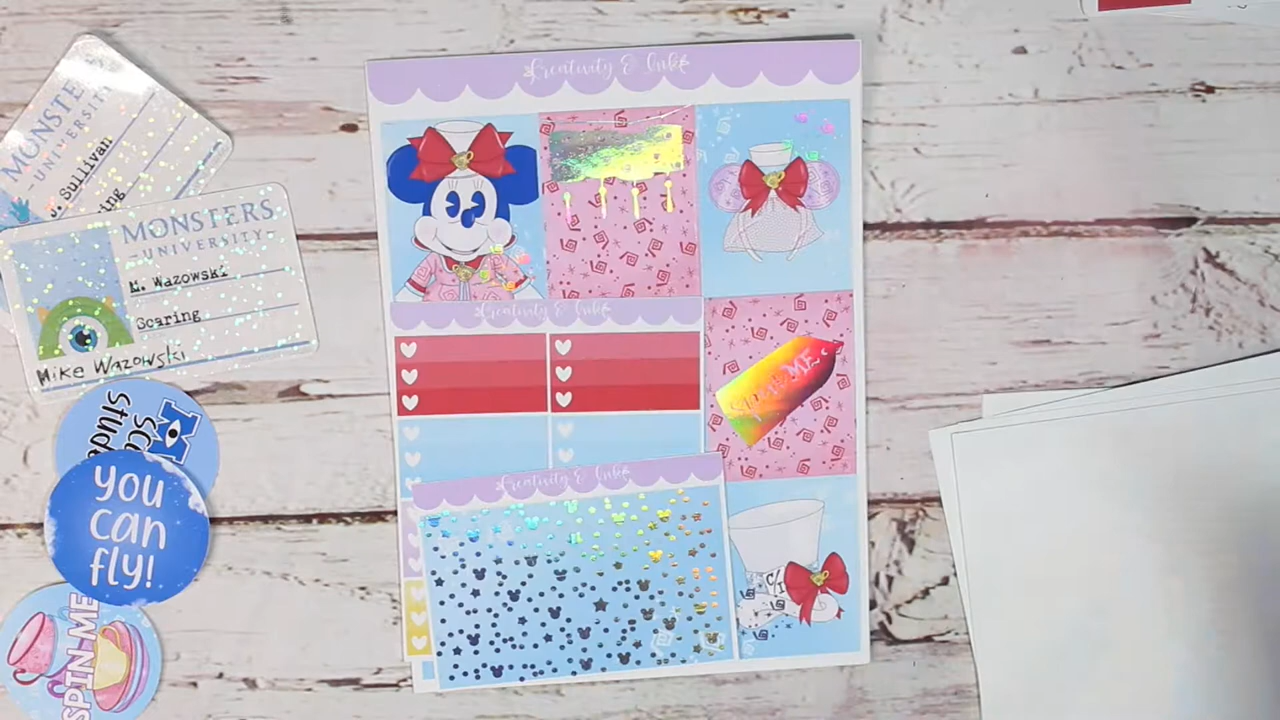 MONSTERS
UNIVERSITY
J. Sullivan
MONSTERS
-UNIVERSITY-
M. Wazowski
Scaring
Mike Wazowski
YOU
CAN
FLY!
SPIN ME
Creativity & Ink
Creativity & Ink
Creativity & Ink
ME